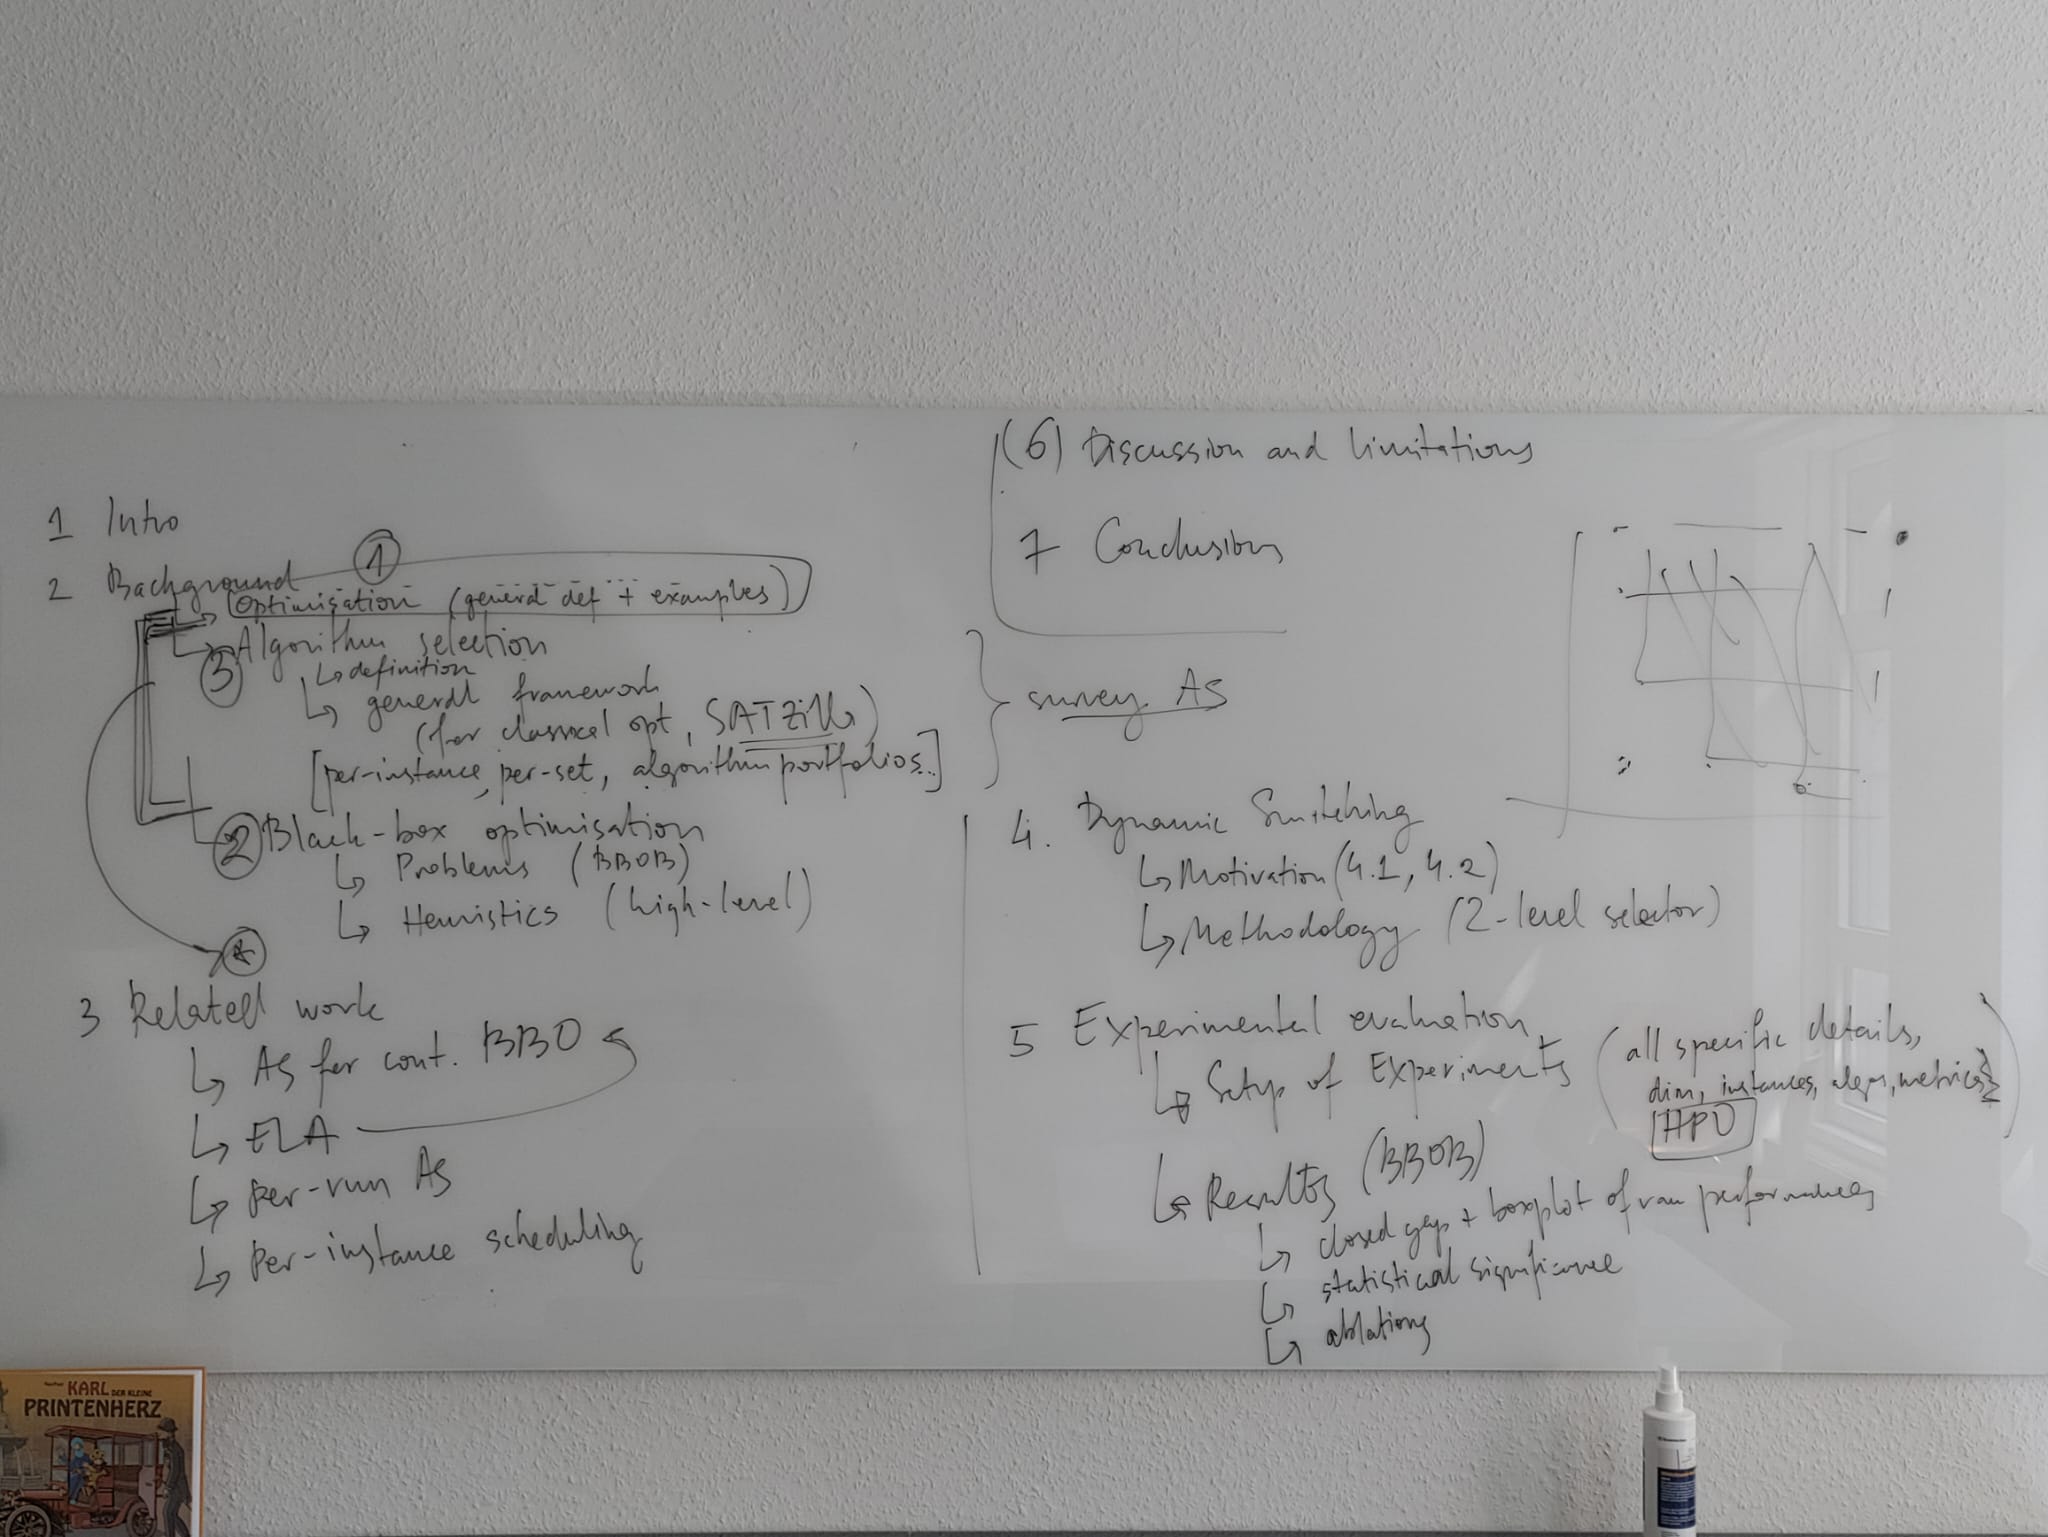 1 Intro
2 Background
1
Optimisation (general def + examples)
3 Algorithm selection
↳ definition
↳ general framework
(for classical opt, SATzilla)
[per-instance, per-set, algorithm portfolios..]
} survey AS
2 Black-box optimisation
↳ Problems (BBOB)
↳ Heuristics (high-level)
3 Related work
↳ AS for cont. BBO
↳ ELA
↳ per-run AS
↳ Per-instance scheduling
(6) Discussion and limitations
7 Conclusions
4. Dynamic Switching
↳ Motivation (4.1, 4.2)
↳ Methodology (2-level selector)
5 Experimental evaluation
↳ Setup of Experiments (all specific details,
dim, instances, algos, metrics)
HPO
↳ Results (BBOB)
↳ closed gap + boxplot of raw performances
↳ statistical significance
↳ ablations
KARL DER KLEINE
PRINTENHERZ